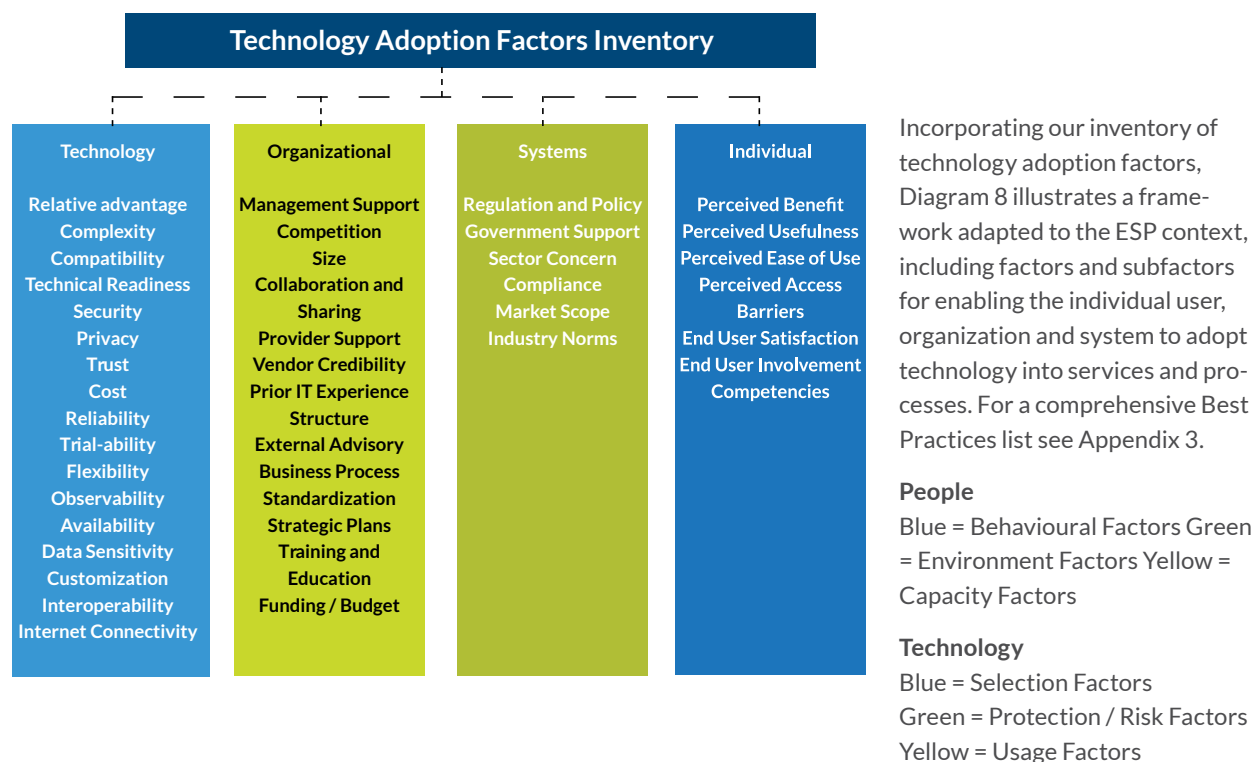 Technology Adoption Factors Inventory
Technology
Relative advantage
Complexity
Compatibility
Technical Readiness
Security
Privacy
Trust
Cost
Reliability
Trial-ability
Flexibility
Observability
Availability
Data Sensitivity
Customization
Interoperability
Internet Connectivity
Organizational
Management Support
Competition
Size
Collaboration and
Sharing
Provider Support
Vendor Credibility
Prior IT Experience
Structure
External Advisory
Business Process
Standardization
Strategic Plans
Training and
Education
Funding / Budget
Systems
Regulation and Policy
Government Support
Sector Concern
Compliance
Market Scope
Industry Norms
Individual
Perceived Benefit
Perceived Usefulness
Perceived Ease of Use
Perceived Access
Barriers
End User Satisfaction
End User Involvement
Competencies
Incorporating our inventory of
technology adoption factors,
Diagram 8 illustrates a frame-
work adapted to the ESP context,
including factors and subfactors
for enabling the individual user,
organization and system to adopt
technology into services and pro-
cesses. For a comprehensive Best
Practices list see Appendix 3.
People
Blue = Behavioural Factors Green
= Environment Factors Yellow =
Capacity Factors
Technology
Blue = Selection Factors
Green = Protection / Risk Factors
Yellow = Usage Factors